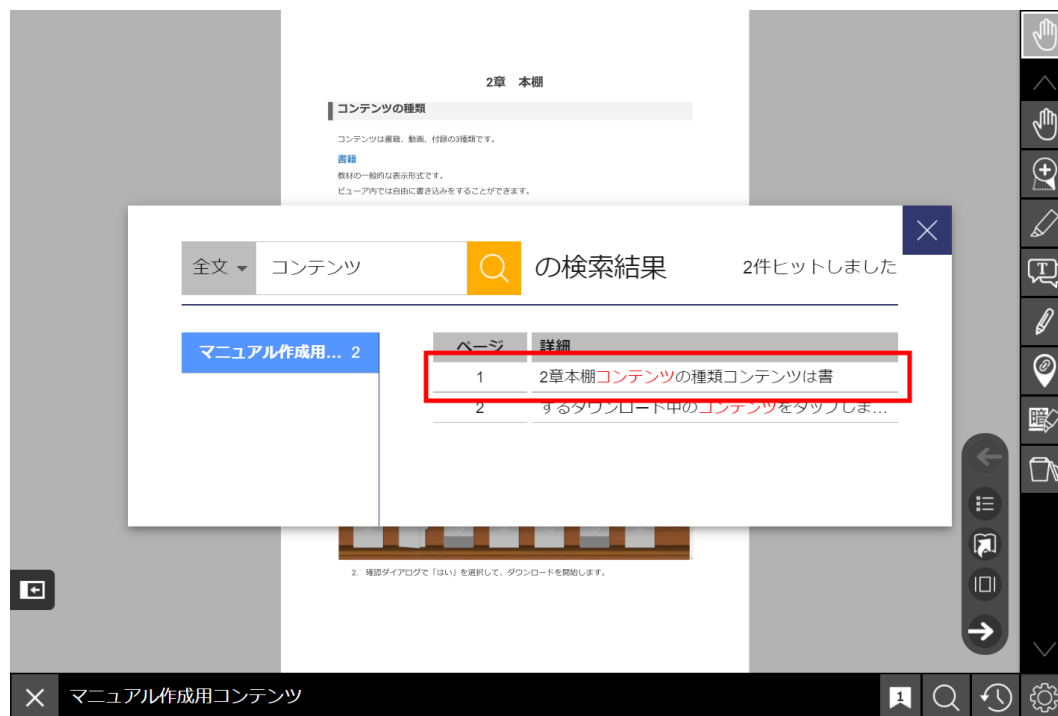 2章 本棚
コンテンツの種類
コンテンツは書籍、動画、付録の3種類です。
書籍
教材の一般的な表示形式です。
ビューア内では自由に書き込みをすることができます。
全文 コンテンツ の検索結果 2件ヒットしました
マニュアル作成用... 2
ページ 詳細
1 2章本棚コンテンツの種類コンテンツは書
2 するダウンロード中のコンテンツをタップしま...
2. 確認ダイアログで「はい」を選択して、ダウンロードを開始します。
マニュアル作成用コンテンツ
1